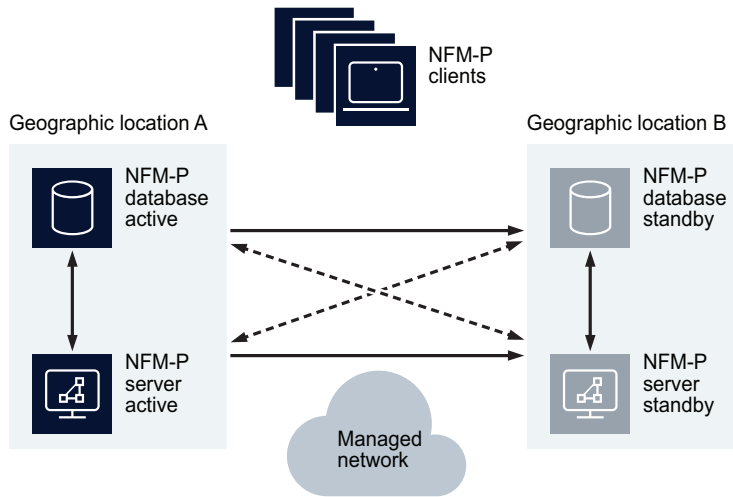 NFM-P
clients
Geographic location A
Geographic location B
NFM-P
database
active
NFM-P
database
standby
NFM-P
server
active
NFM-P
server
standby
Managed
network